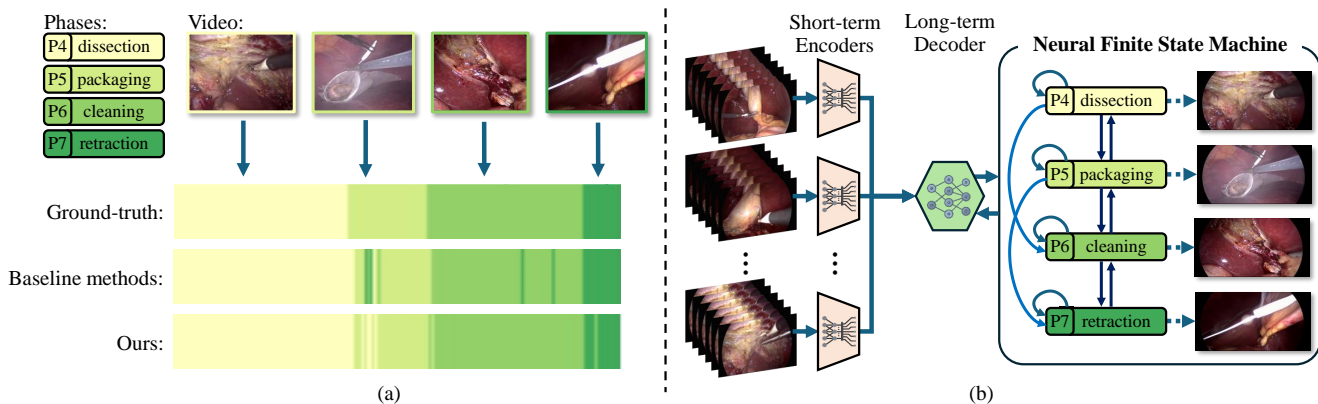 Phases:
P4 dissection
P5 packaging
P6 cleaning
P7 retraction
Video:
Ground-truth:
Baseline methods:
Ours:
(a)
Short-term
Encoders
Long-term
Decoder
Neural Finite State Machine
P4 dissection
P5 packaging
P6 cleaning
P7 retraction
(b)